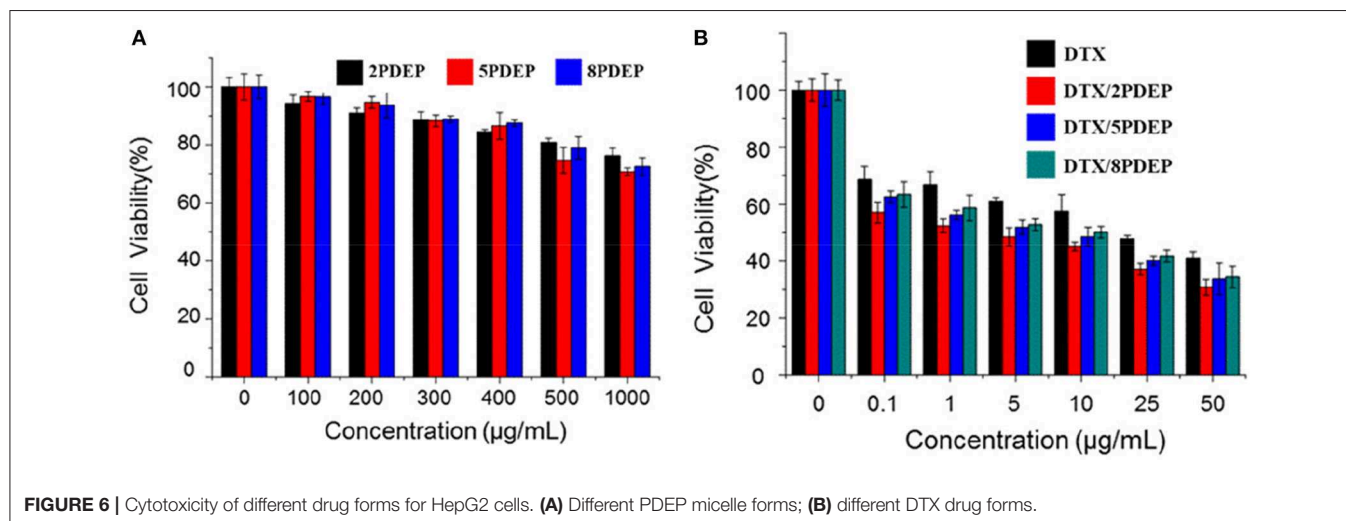 A
2PDEP 5PDEP 8PDEP
100
80
60
40
20
0
Cell Viability(%)
0 100 200 300 400 500 1000
Concentration (µg/mL)
B
DTX
DTX/2PDEP
DTX/5PDEP
DTX/8PDEP
100
80
60
40
20
0
Cell Viability(%)
0 0.1 1 5 10 25 50
Concentration (µg/mL)
FIGURE 6 | Cytotoxicity of different drug forms for HepG2 cells. (A) Different PDEP micelle forms; (B) different DTX drug forms.